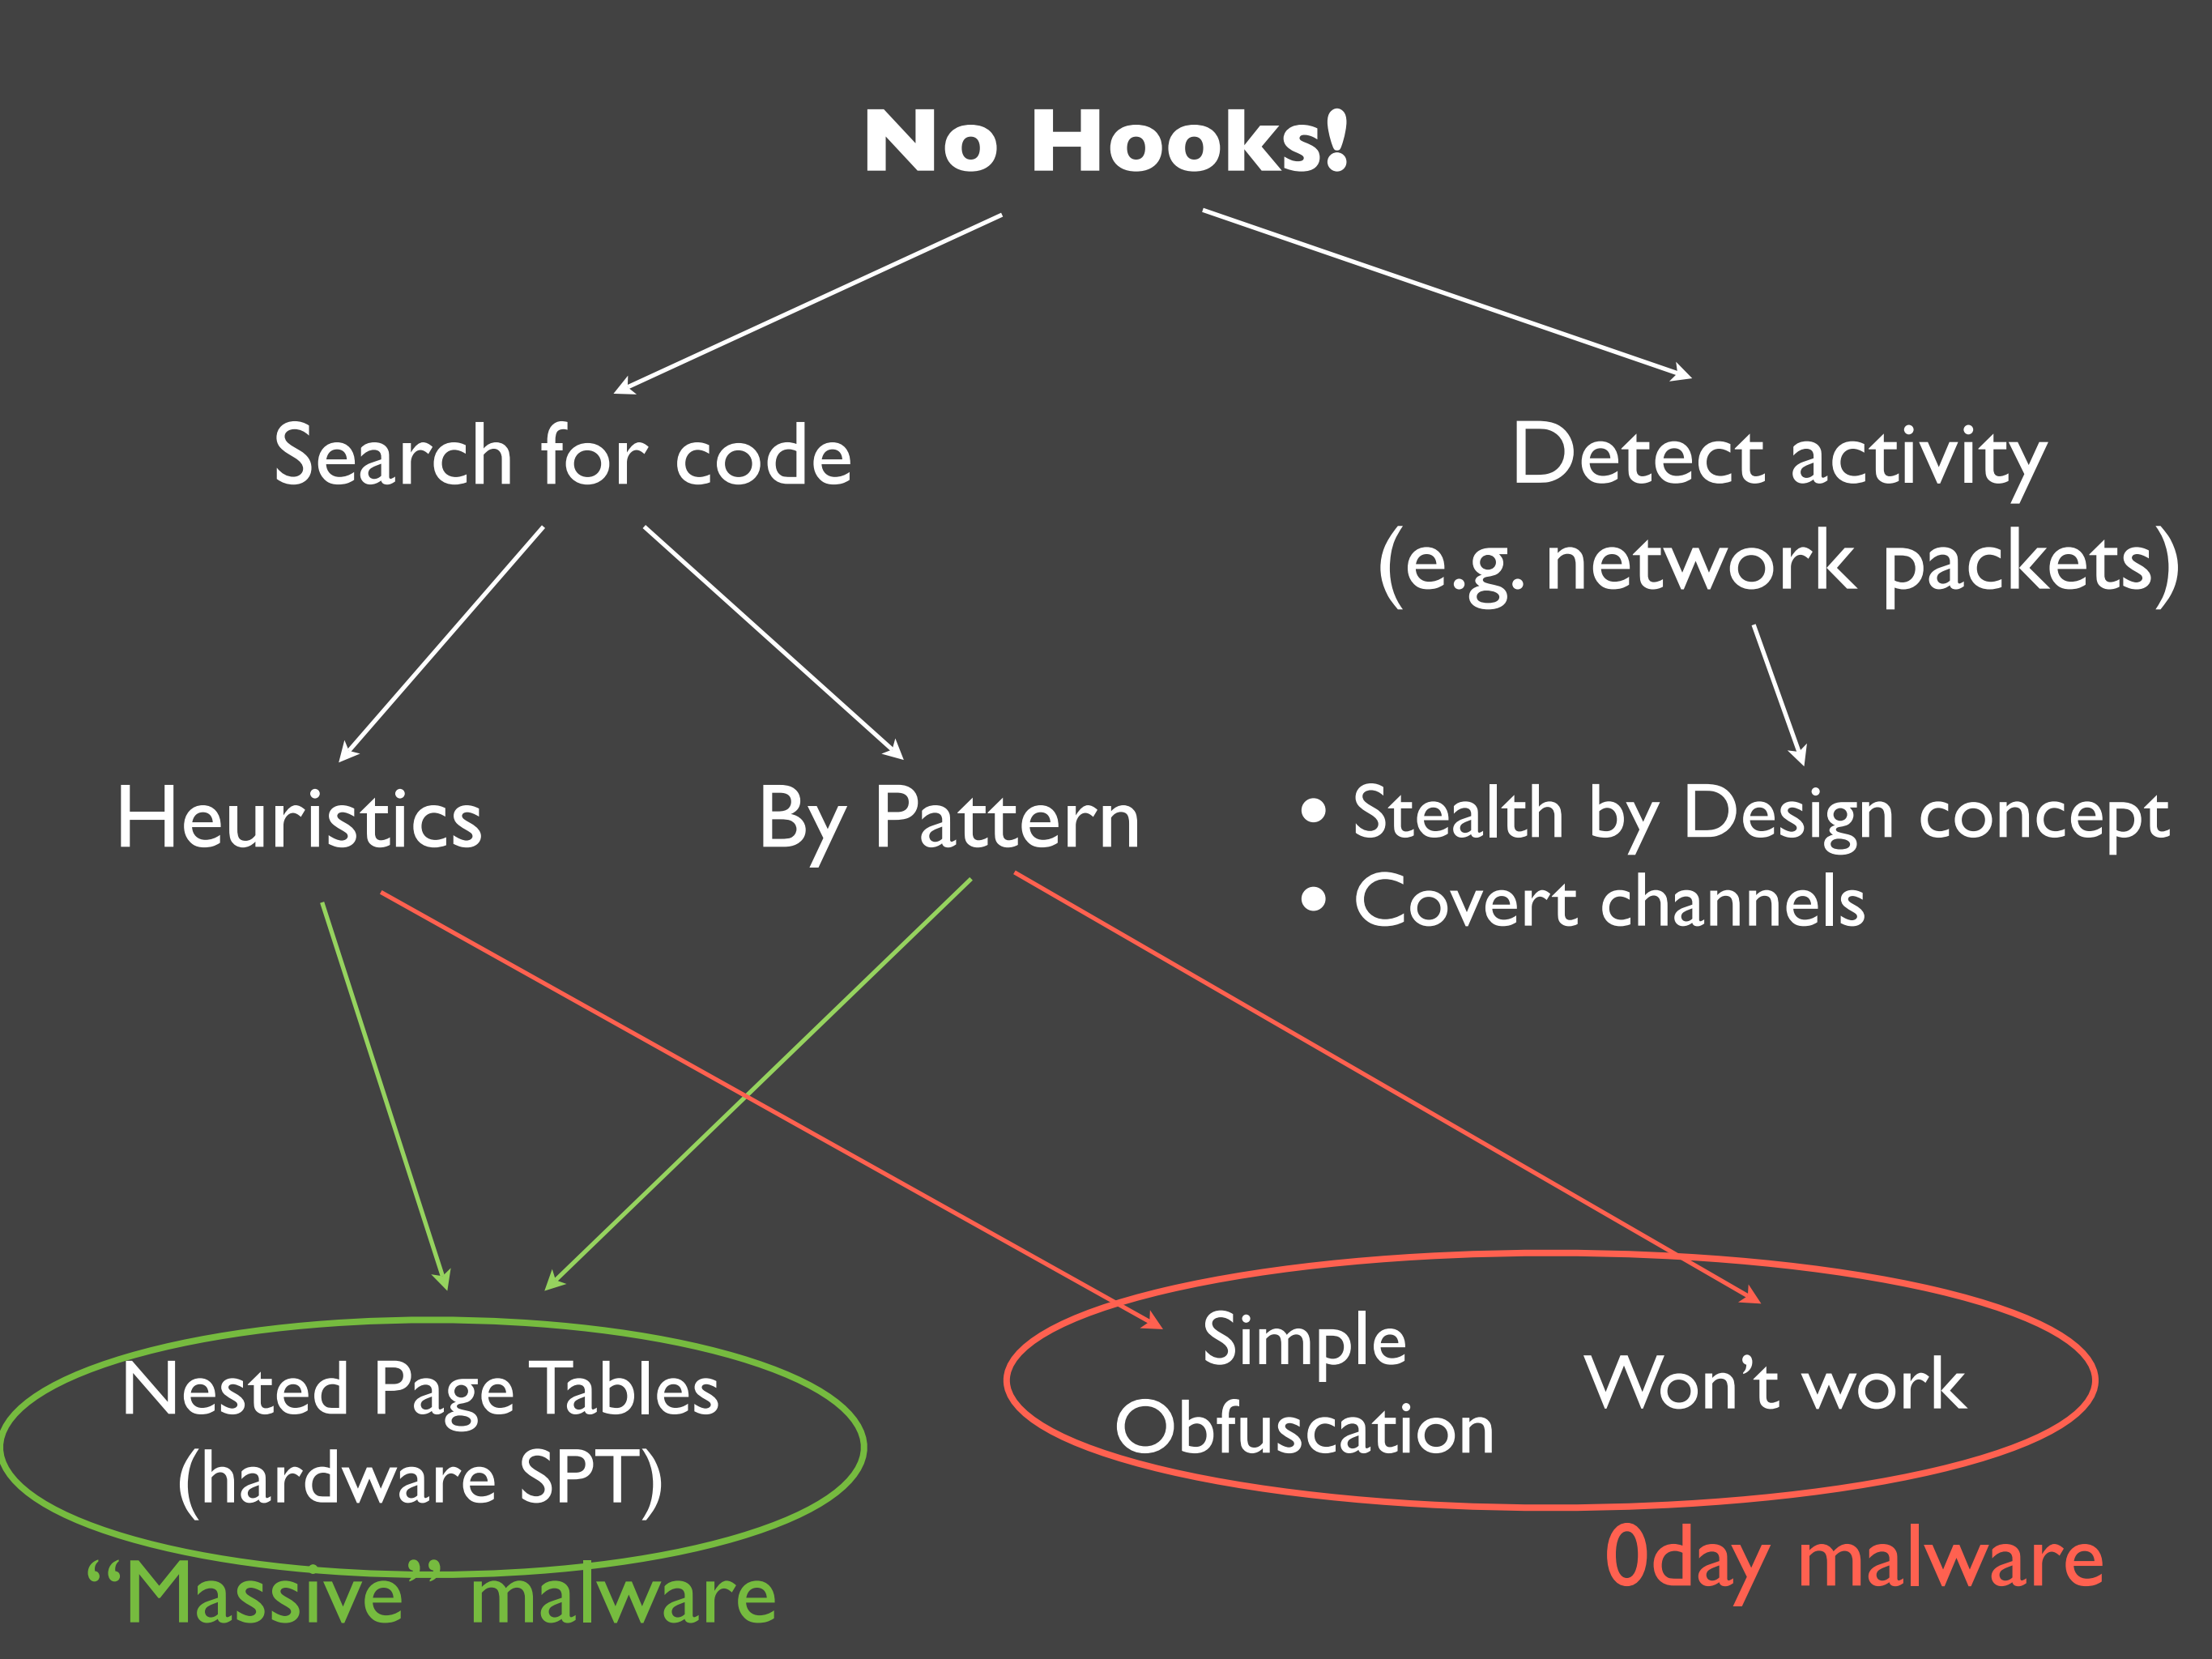 No Hooks!
Search for code
Detect activity
(e.g. network packets)
Heuristics
By Pattern
• Stealth by Design concept
• Covert channels
Nested Page Tables
(hardware SPT)
Simple
Obfuscation
Won’t work
“Massive” malware
0day malware